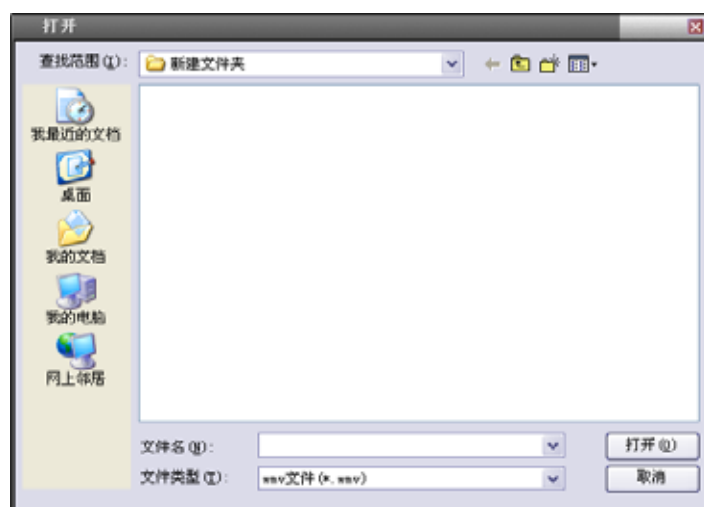 打开
查找范围(I):
新建文件夹
我最近的文档
桌面
我的文档
我的电脑
网上邻居
文件名(N):
打开(O)
文件类型(T):
wmv文件(*.wmv)
取消